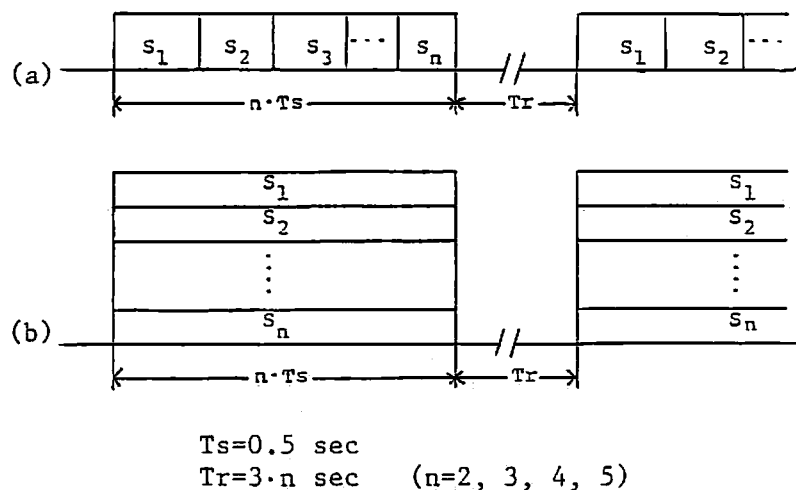 (a) S1 S2 S3 ---- Sn S1 S2 ----
n·Ts Tr
S1 S1
S2 S2
Sn Sn
(b)
n·Ts Tr
Ts=0.5 sec
Tr=3·n sec (n=2, 3, 4, 5)